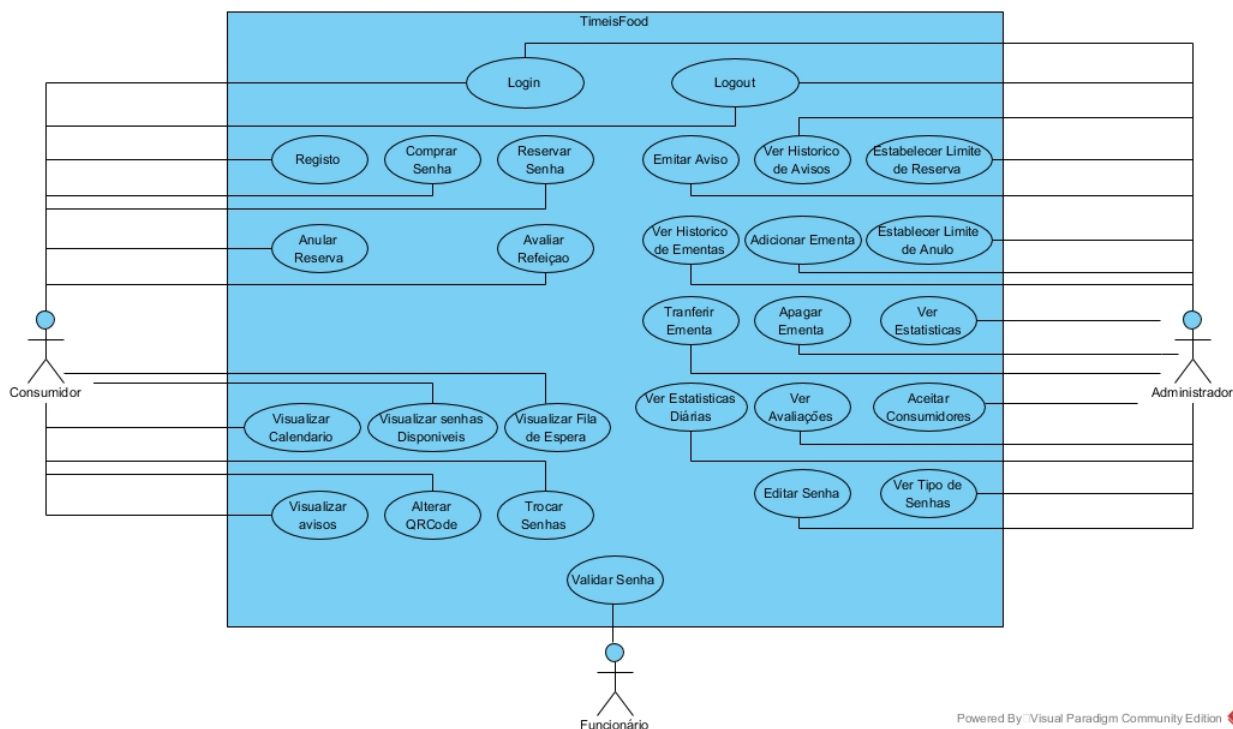 TimeisFood
Login
Logout
Registo
Comprar
Senha
Reservar
Senha
Emitar Aviso
Ver Historico
de Avisos
Estabelecer Limite
de Reserva
Anular
Reserva
Avaliar
Refeiçao
Ver Historico
de Ementas
Adicionar Ementa
Establecer Limite
de Anulo
Tranferir
Ementa
Apagar
Ementa
Ver
Estatisticas
Consumidor
Administrador
Visualizar
Calendario
Visualizar senhas
Disponiveis
Visualizar Fila
de Espera
Ver Estatisticas
Diárias
Ver
Avaliações
Aceitar
Consumidores
Visualizar
avisos
Alterar
QRCode
Trocar
Senhas
Editar Senha
Ver Tipo de
Senhas
Validar Senha
Funcionário
Powered By Visual Paradigm Community Edition